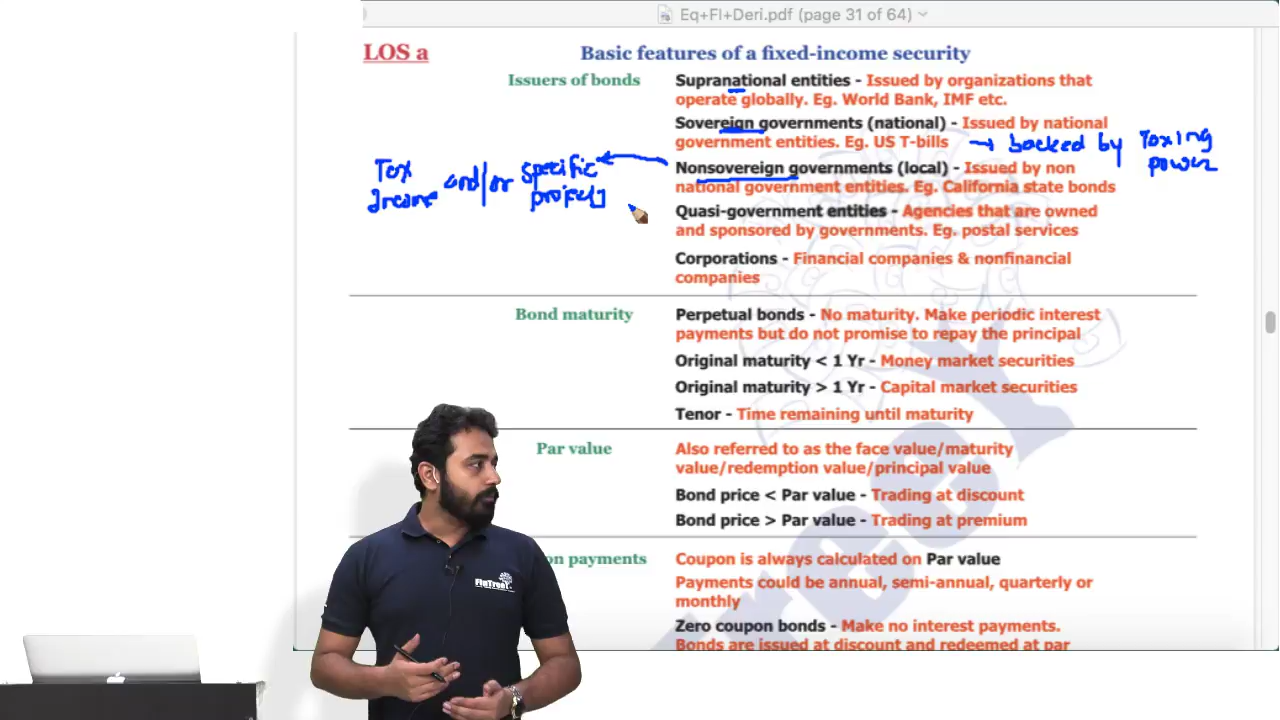 Eq+FI+Deri.pdf (page 31 of 64)
LOS a
Basic features of a fixed-income security
Issuers of bonds
Supranational entities - Issued by organizations that
operate globally. Eg. World Bank, IMF etc.
Sovereign governments (national) - Issued by national
government entities. Eg. US T-bills
→ backed by Taxing
power
Nonsovereign governments (local) - Issued by non
national government entities. Eg. California state bonds
Tax
Income and/or specific
project
Quasi-government entities - Agencies that are owned
and sponsored by governments. Eg. postal services
Corporations - Financial companies & nonfinancial
companies
Bond maturity
Perpetual bonds - No maturity. Make periodic interest
payments but do not promise to repay the principal
Original maturity < 1 Yr - Money market securities
Original maturity > 1 Yr - Capital market securities
Tenor - Time remaining until maturity
Par value
Also referred to as the face value/maturity
value/redemption value/principal value
Bond price < Par value - Trading at discount
Bond price > Par value - Trading at premium
on payments
Coupon is always calculated on Par value
Payments could be annual, semi-annual, quarterly or
monthly
Zero coupon bonds - Make no interest payments.
Bonds are issued at discount and redeemed at par
FinTree